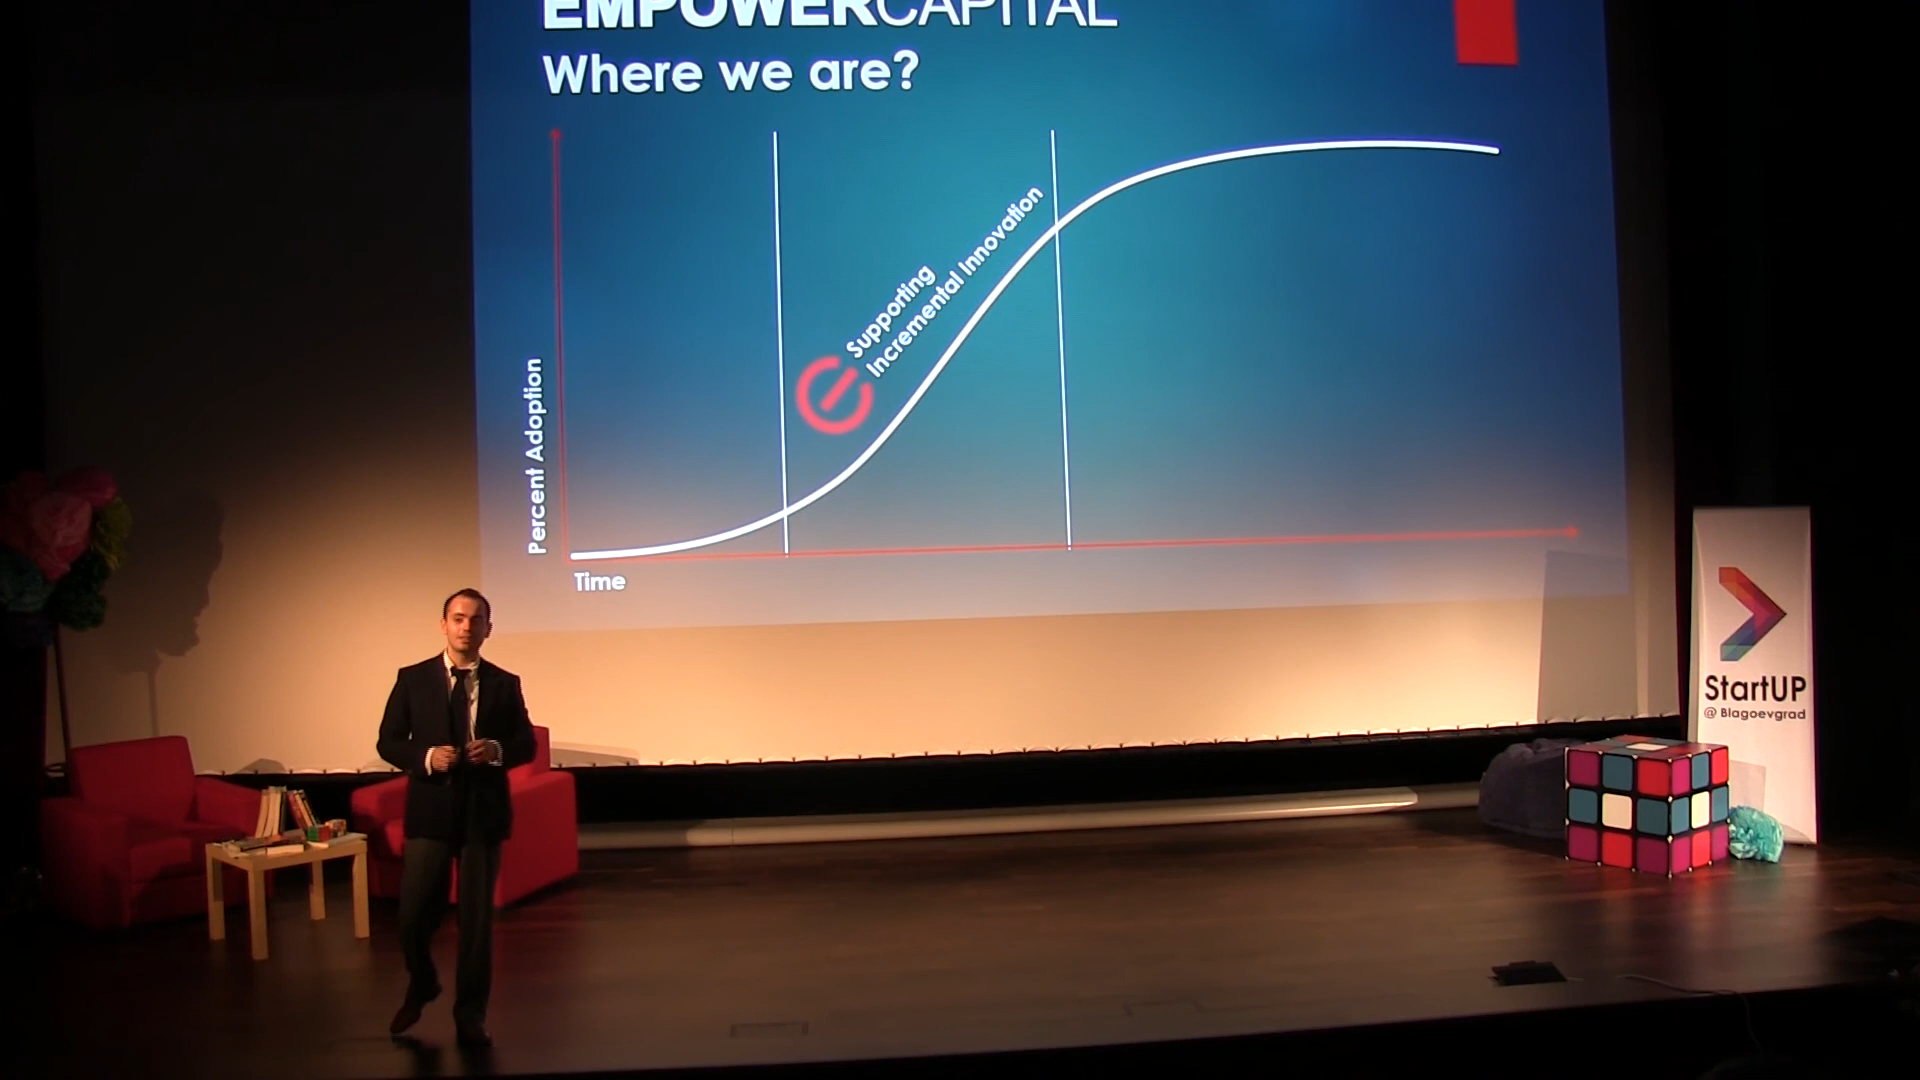 EMPOWERCAPITAL
Where we are?
Supporting
Incremental Innovation
Percent Adoption
Time
StartUP
@ Blagoevgrad